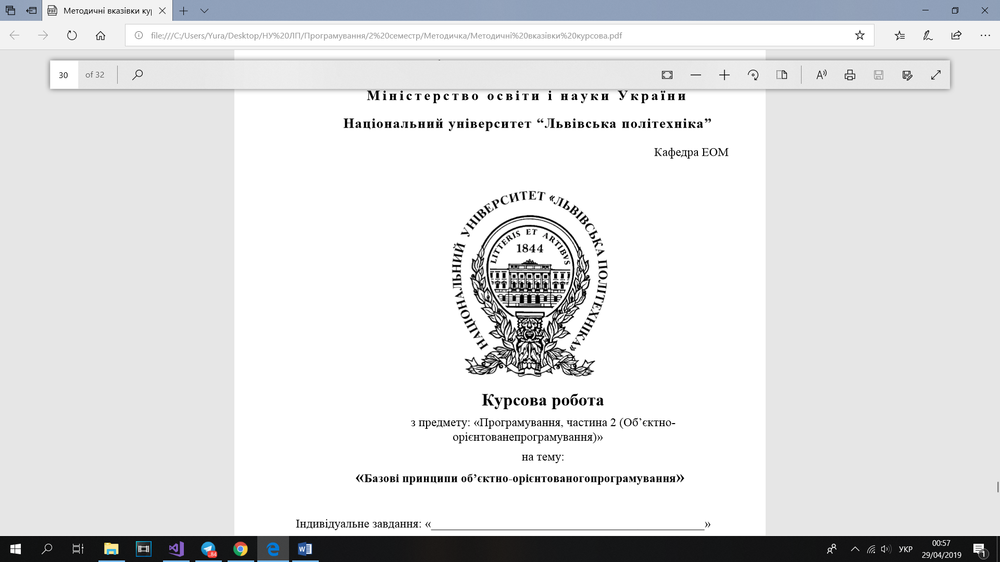 Методичні вказівки кур
file:///C:/Users/Yura/Desktop/НУ%20ЛП/Програмування/2%20семестр/Методичка/Методичні%20вказівки%20курсова.pdf
30 of 32
Міністерство освіти і науки України
Національний університет “Львівська політехніка”
Кафедра ЕОМ
НАЦІОНАЛЬНИЙ УНІВЕРСИТЕТ «ЛЬВІВСЬКА ПОЛІТЕХНІКА»
LITTERIS ET ARTIBVS
1844
Курсова робота
з предмету: «Програмування, частина 2 (Об’єктно-
орієнтованепрограмування)»
на тему:
«Базові принципи об’єктно-орієнтованогопрограмування»
Індивідуальне завдання: «________________________________________________»
..84
УКР
00:57
29/04/2019
1